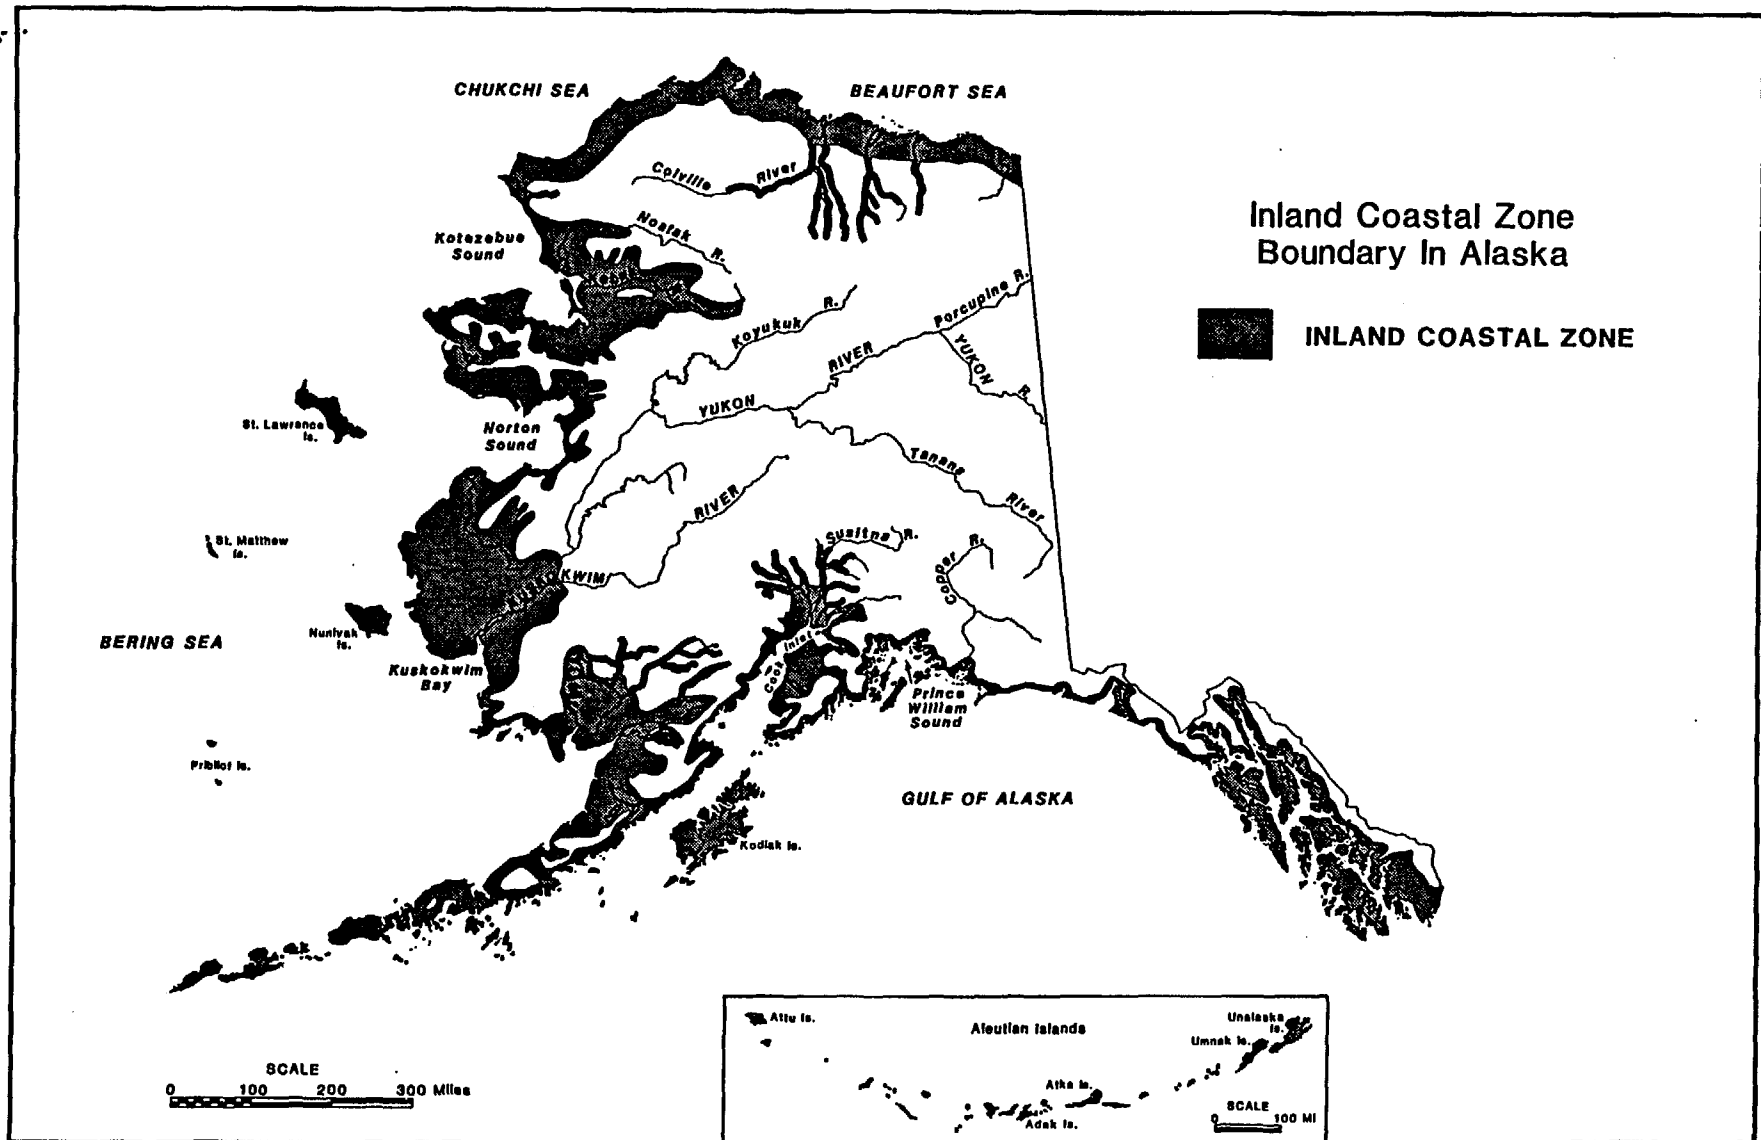 CHUKCHI SEA
BEAUFORT SEA
Colville River
Noatak R.
Kotezebue
Sound
Inland Coastal Zone
Boundary In Alaska
INLAND COASTAL ZONE
Koyukuk R.
Porcupine R.
RIVER
YUKON
YUKON R.
St. Lawrence
Is.
Norton
Sound
Tanana River
RIVER
KWIM
Susitna R.
Copper R.
St. Matthew
Is.
Nunivak
Is.
BERING SEA
Kuskokwim
Bay
Cook Inlet
Prince
William
Sound
Pribilof Is.
GULF OF ALASKA
Kodiak Is.
Attu Is.
Aleutian Islands
Unalaska
Is.
Umnak Is.
Atka Is.
Adak Is.
SCALE
0 100 MI
SCALE
0 100 200 300 Miles